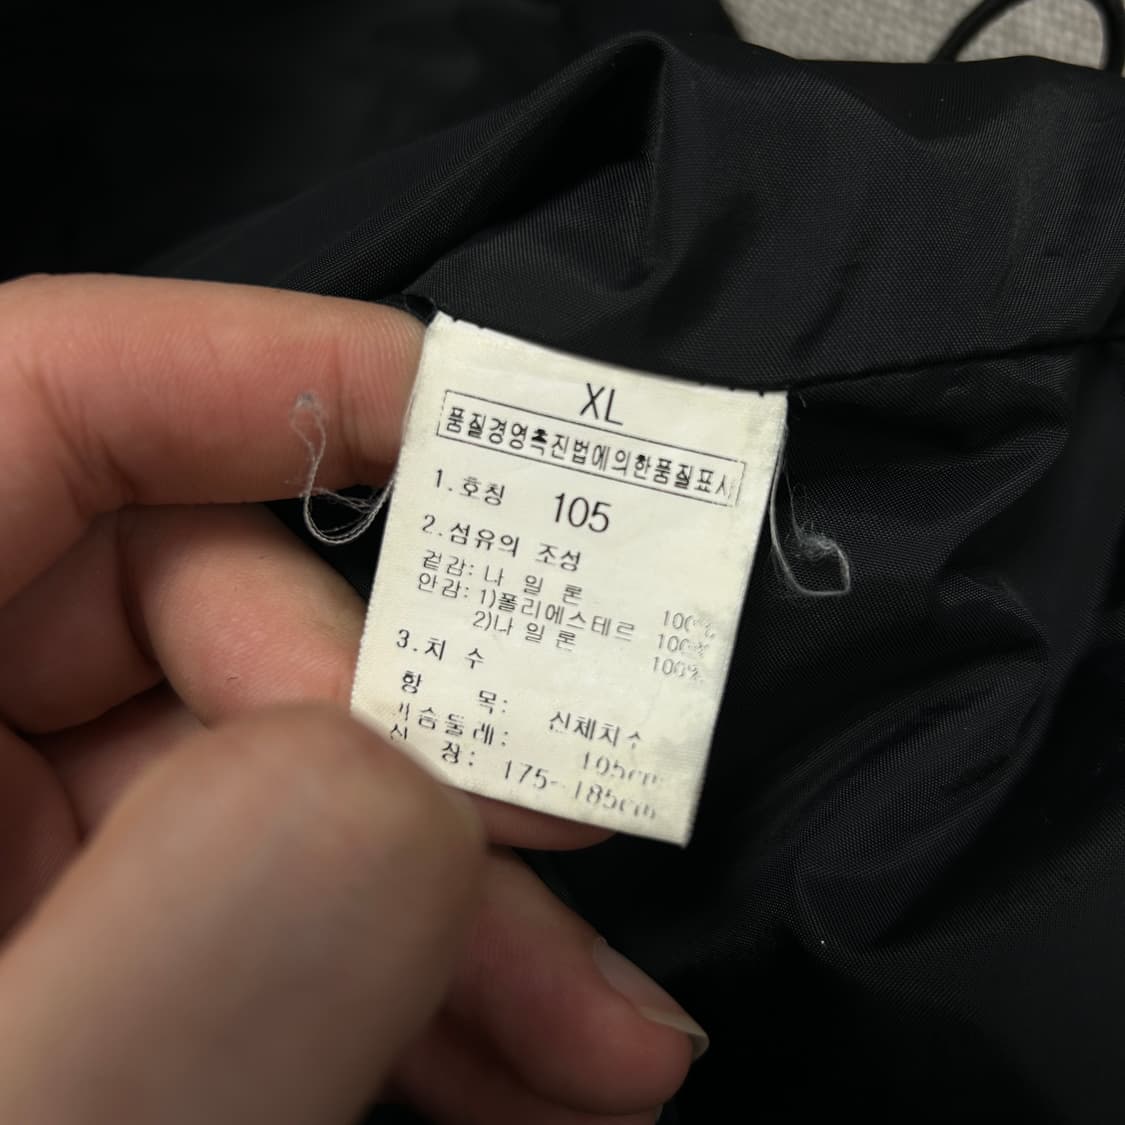 XL
품질경영촉진법에의한품질표시
1.호칭 105
2.섬유의 조성
겉감: 나 일 론 100%
안감: 1)폴리에스테르 100%
2)나 일 론 100%
3.치 수
항 목: 신체치수
가슴둘레: 105cm
신 장: 175~185cm